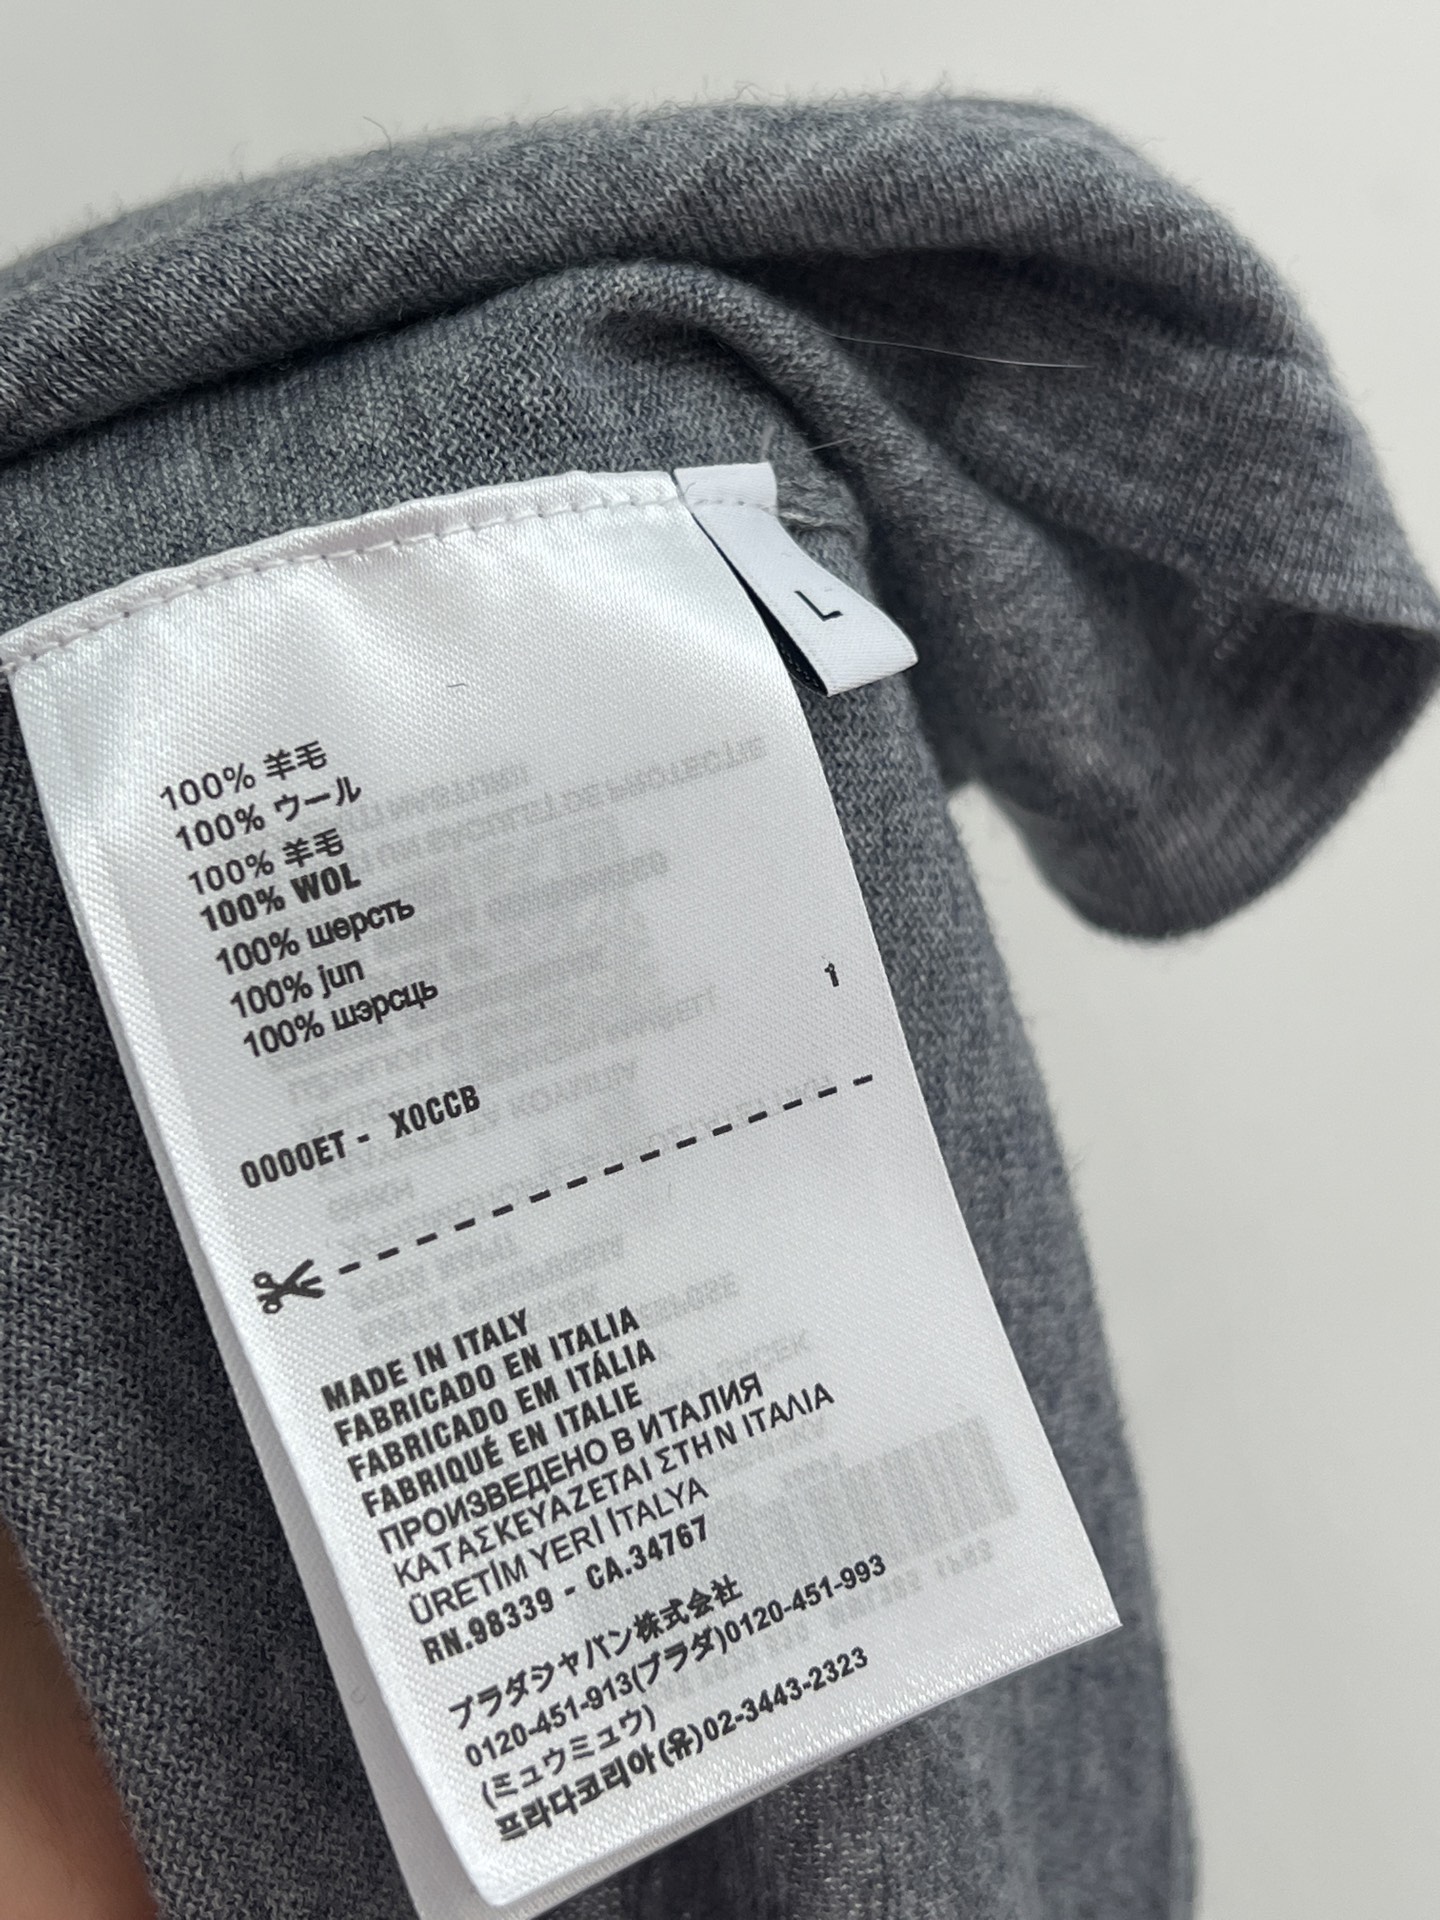 L
100% 羊毛
100% ウール
100% 羊毛
100% WOL
100% шерсть
100% jun
100% шэрсць
1
0000ET - X0CCB
MADE IN ITALY
FABRICADO EN ITALIA
FABRICADO EM ITÁLIA
FABRIQUÉ EN ITALIE
ПРОИЗВЕДЕНО В ИТАЛИЯ
ΚΑΤΑΣΚΕΥΑΖΕΤΑΙ ΣΤΗΝ ΙΤΑΛΙΑ
ÜRETİM YERİ İTALYA
RN.98339 - CA.34767
プラダジャパン株式会社
0120-451-913(プラダ)0120-451-993
(ミュウミュウ)
프라다코리아(유)02-3443-2323